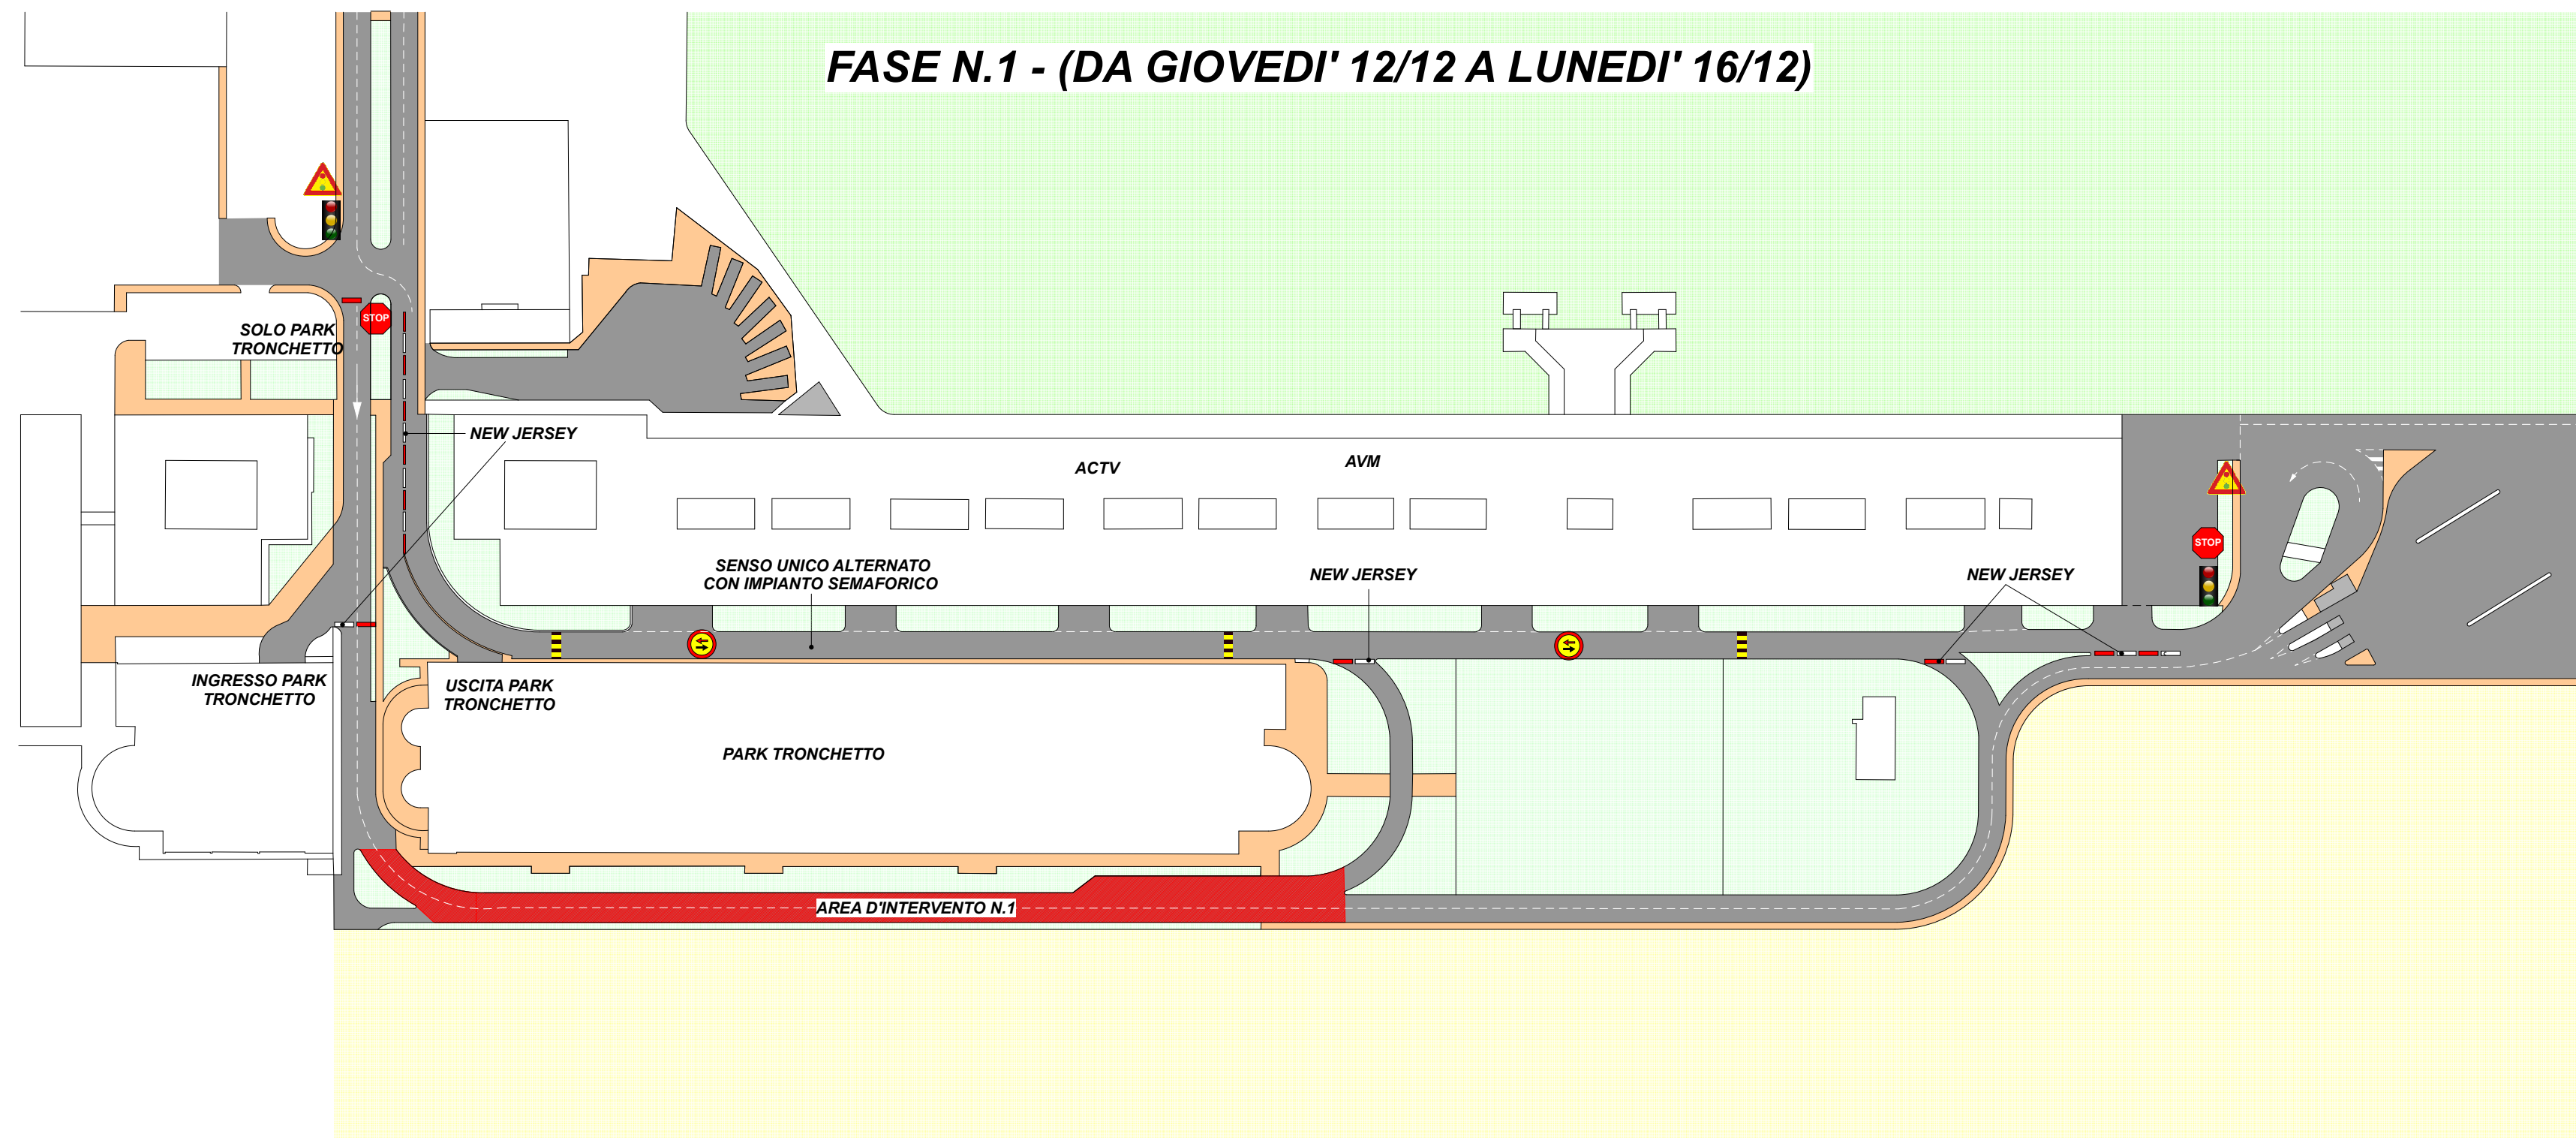 FASE N.1 - (DA GIOVEDI' 12/12 A LUNEDI' 16/12)
STOP
SOLO PARK
TRONCHETTO
NEW JERSEY
ACTV
AVM
STOP
SENSO UNICO ALTERNATO
CON IMPIANTO SEMAFORICO
NEW JERSEY
NEW JERSEY
INGRESSO PARK
TRONCHETTO
USCITA PARK
TRONCHETTO
PARK TRONCHETTO
AREA D'INTERVENTO N.1